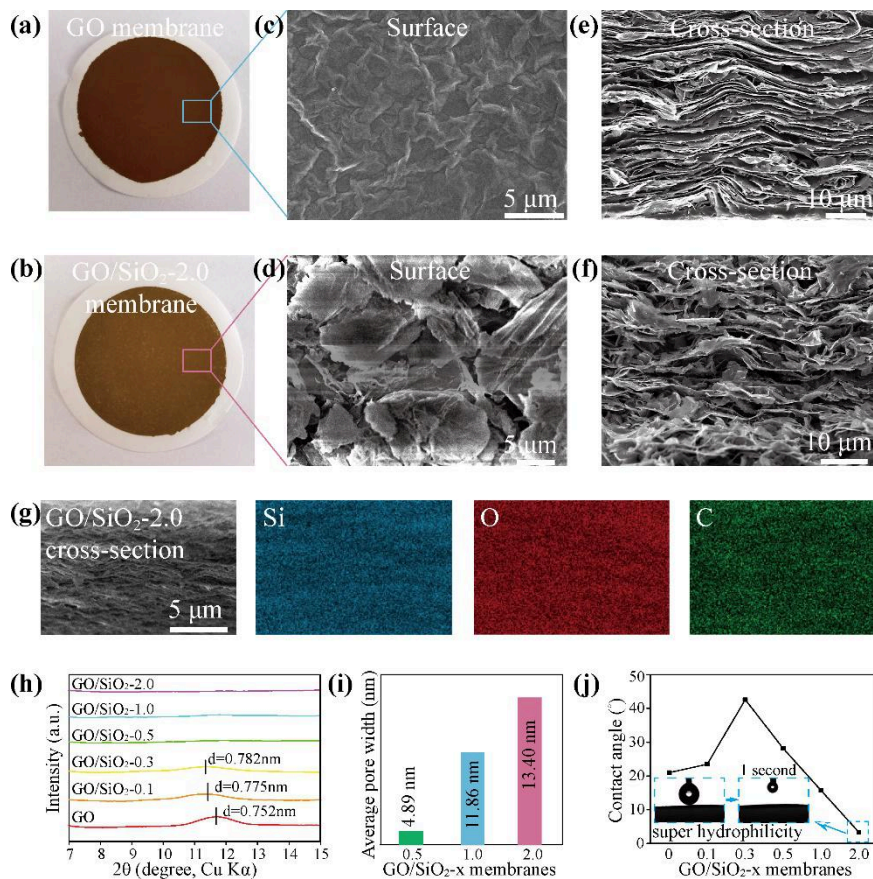 (a) GO membrane
(c) Surface
5 μm
(e) Cross-section
10 μm
(b) GO/SiO₂-2.0
membrane
(d) Surface
5 μm
(f) Cross-section
10 μm
(g) GO/SiO₂-2.0
cross-section
5 μm
Si
O
C
(h)
Intensity (a.u.)
GO/SiO₂-2.0
GO/SiO₂-1.0
GO/SiO₂-0.5
GO/SiO₂-0.3
d=0.782nm
GO/SiO₂-0.1
d=0.775nm
GO
d=0.752nm
7 8 9 10 11 12 13 14 15
2θ (degree, Cu Kα)
(i)
Average pore width (nm)
4.89 nm
11.86 nm
13.40 nm
0.5 1.0 2.0
GO/SiO₂-x membranes
(j)
Contact angle (°)
50
40
30
20
10
0
1 second
super hydrophilicity
0 0.1 0.3 0.5 1.0 2.0
GO/SiO₂-x membranes